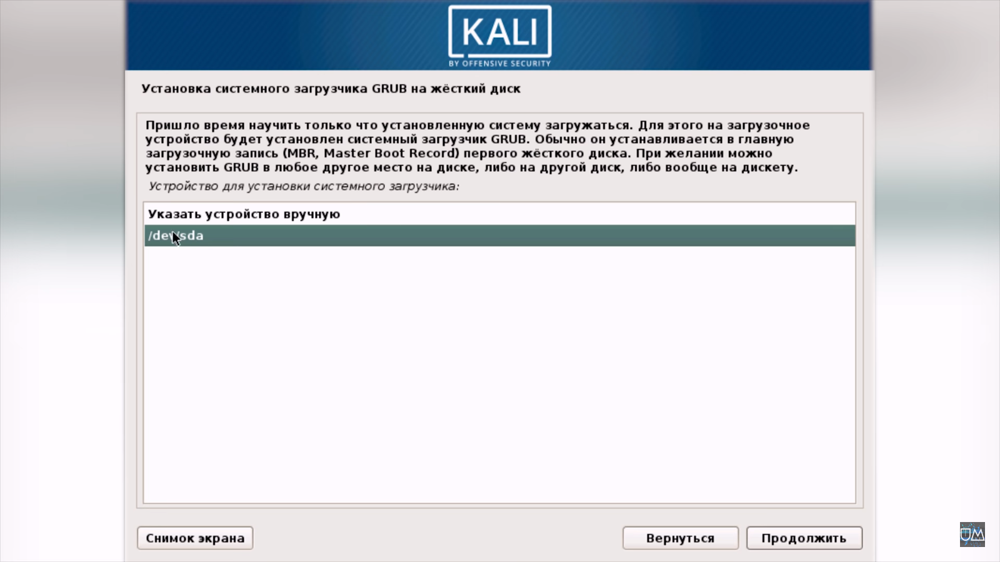 KALI
BY OFFENSIVE SECURITY
Установка системного загрузчика GRUB на жёсткий диск
Пришло время научить только что установленную систему загружаться. Для этого на загрузочное
устройство будет установлен системный загрузчик GRUB. Обычно он устанавливается в главную
загрузочную запись (MBR, Master Boot Record) первого жёсткого диска. При желании можно
установить GRUB в любое другое место на диске, либо на другой диск, либо вообще на дискету.
Устройство для установки системного загрузчика:
Указать устройство вручную
/dev/sda
Снимок экрана
Вернуться
Продолжить